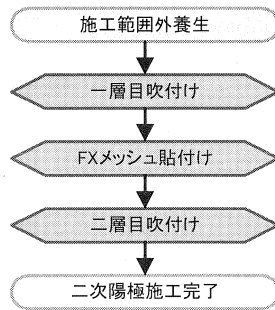 施工範囲外養生
一層目吹付け
FXメッシュ貼付け
二層目吹付け
二次陽極施工完了